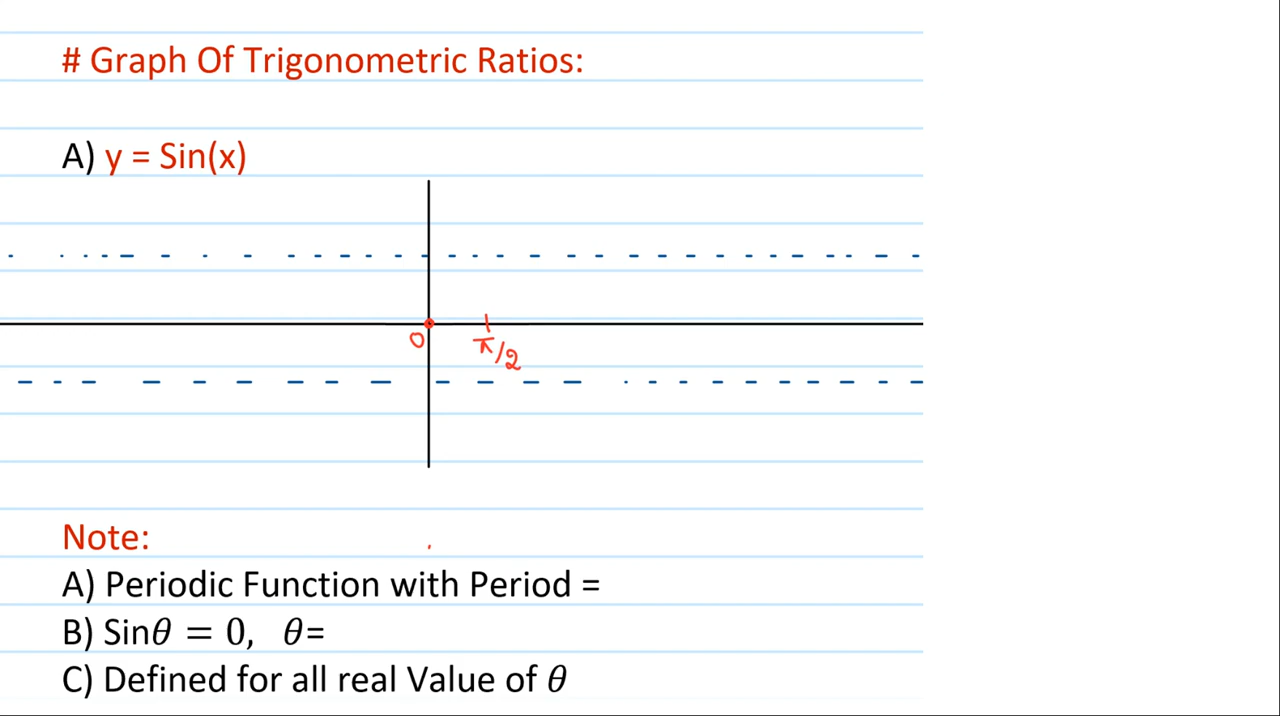 # Graph Of Trigonometric Ratios:
A) y = Sin(x)
0
π/2
Note:
A) Periodic Function with Period =
B) Sin𝜃 = 0, 𝜃=
C) Defined for all real Value of 𝜃